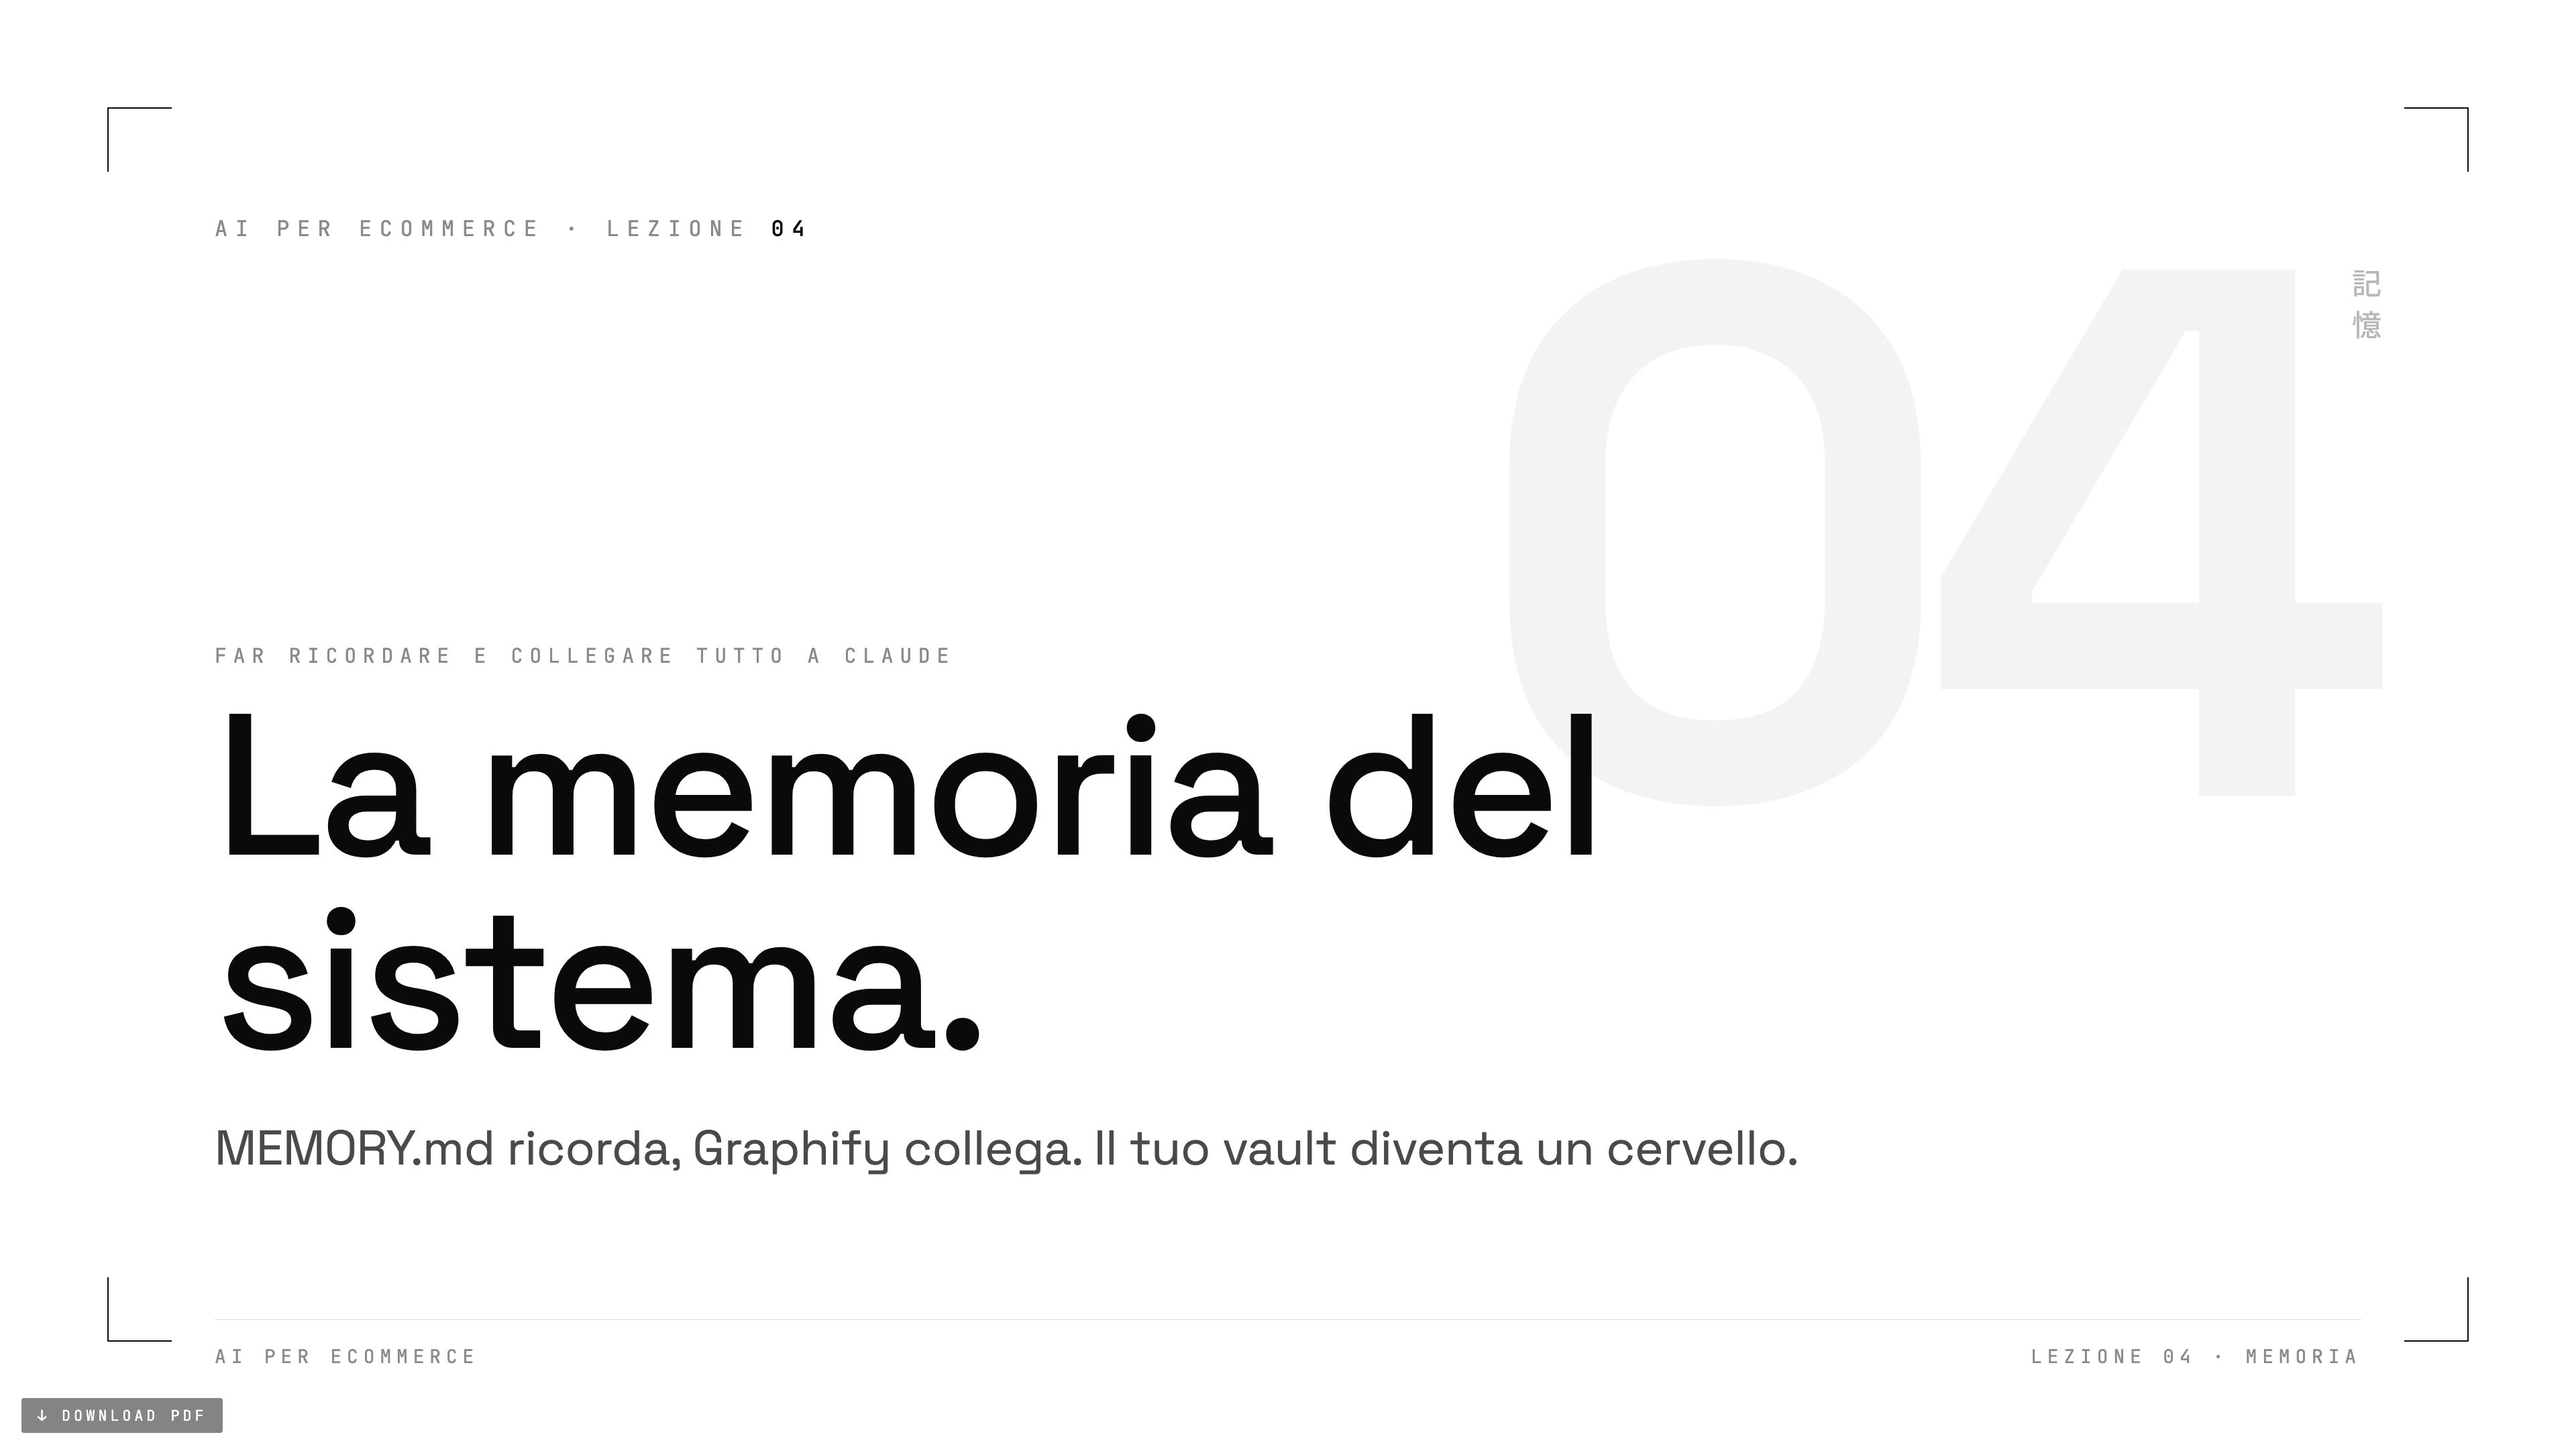 AI PER ECOMMERCE · LEZIONE 04
04
記憶
FAR RICORDARE E COLLEGARE TUTTO A CLAUDE
La memoria del
sistema.
MEMORY.md ricorda, Graphify collega. Il tuo vault diventa un cervello.
AI PER ECOMMERCE
LEZIONE 04 · MEMORIA
↓ DOWNLOAD PDF